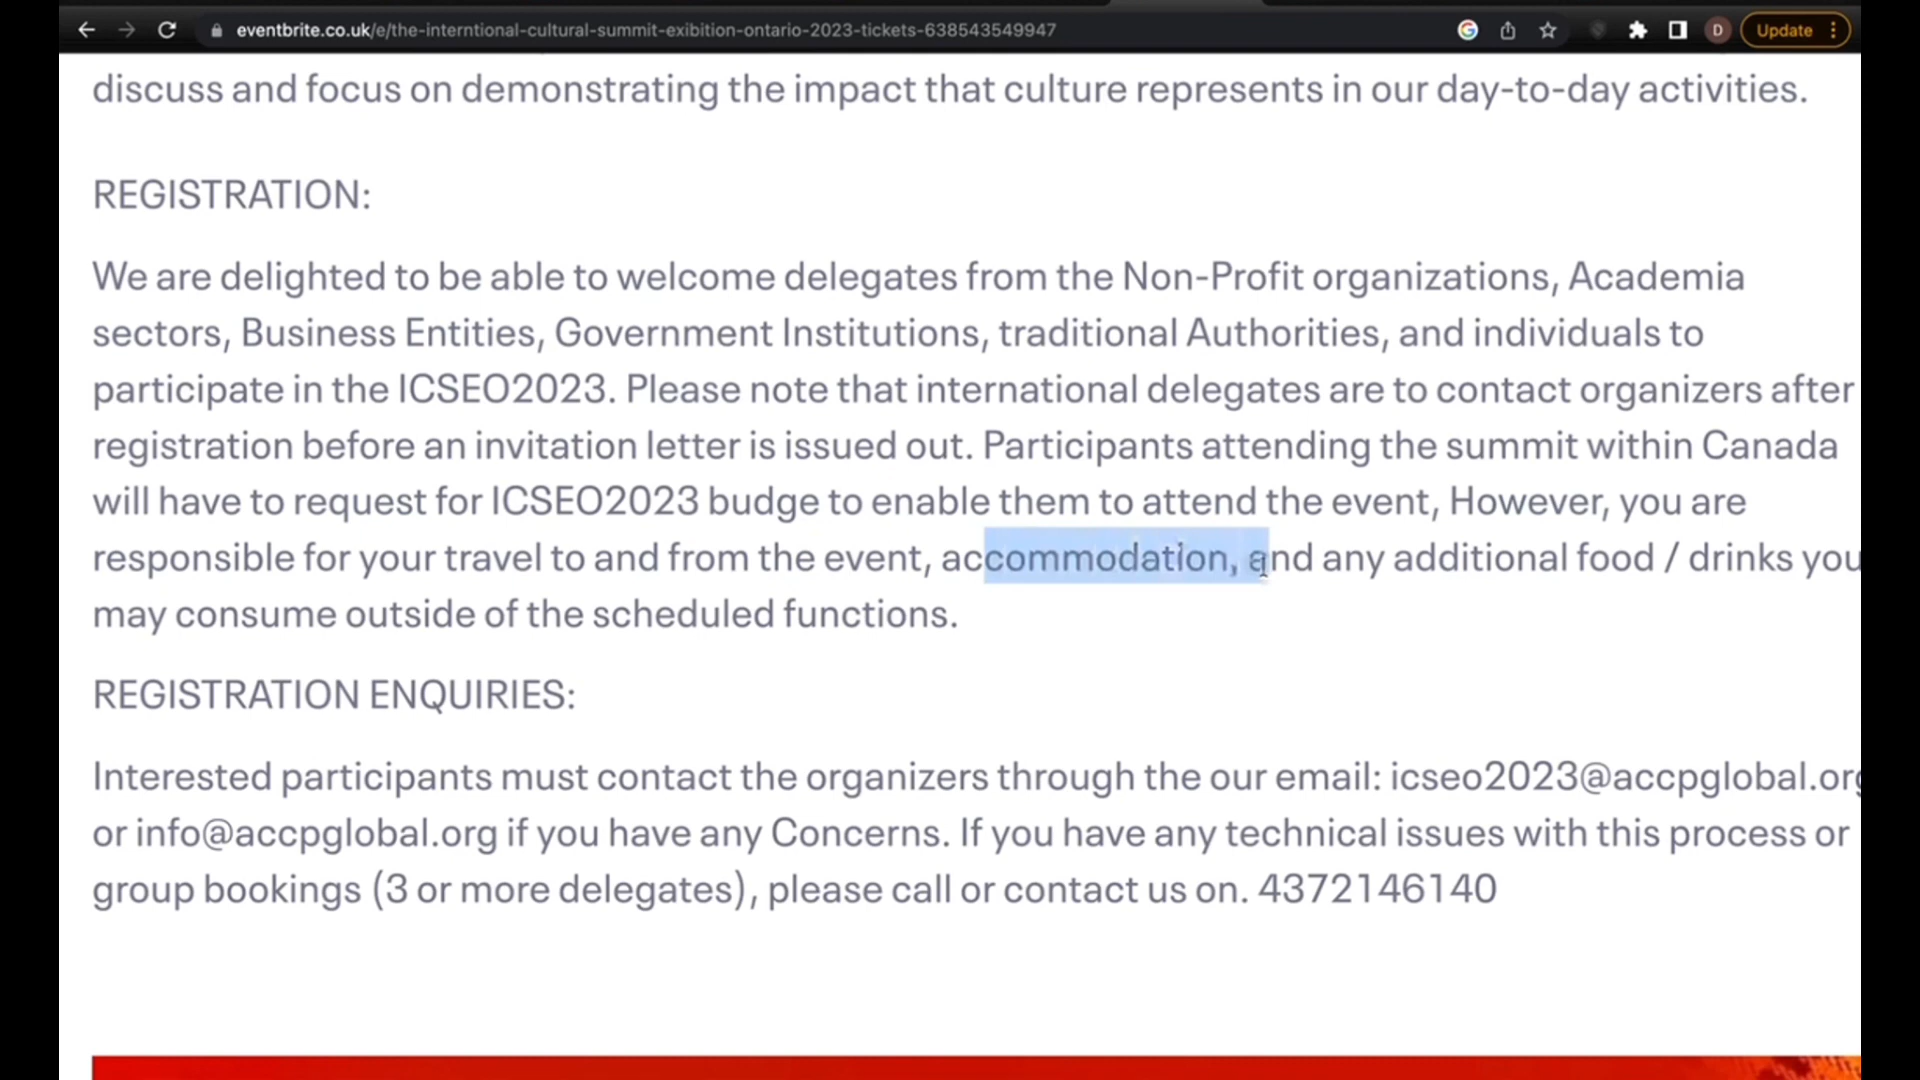 eventbrite.co.uk/e/the-interntional-cultural-summit-exibition-ontario-2023-tickets-638543549947
D
Update
discuss and focus on demonstrating the impact that culture represents in our day-to-day activities.
REGISTRATION:
We are delighted to be able to welcome delegates from the Non-Profit organizations, Academia
sectors, Business Entities, Government Institutions, traditional Authorities, and individuals to
participate in the ICSEO2023. Please note that international delegates are to contact organizers after
registration before an invitation letter is issued out. Participants attending the summit within Canada
will have to request for ICSEO2023 budge to enable them to attend the event, However, you are
responsible for your travel to and from the event, accommodation, and any additional food / drinks you
may consume outside of the scheduled functions.
REGISTRATION ENQUIRIES:
Interested participants must contact the organizers through the our email: icseo2023@accpglobal.org
or info@accpglobal.org if you have any Concerns. If you have any technical issues with this process or
group bookings (3 or more delegates), please call or contact us on. 4372146140